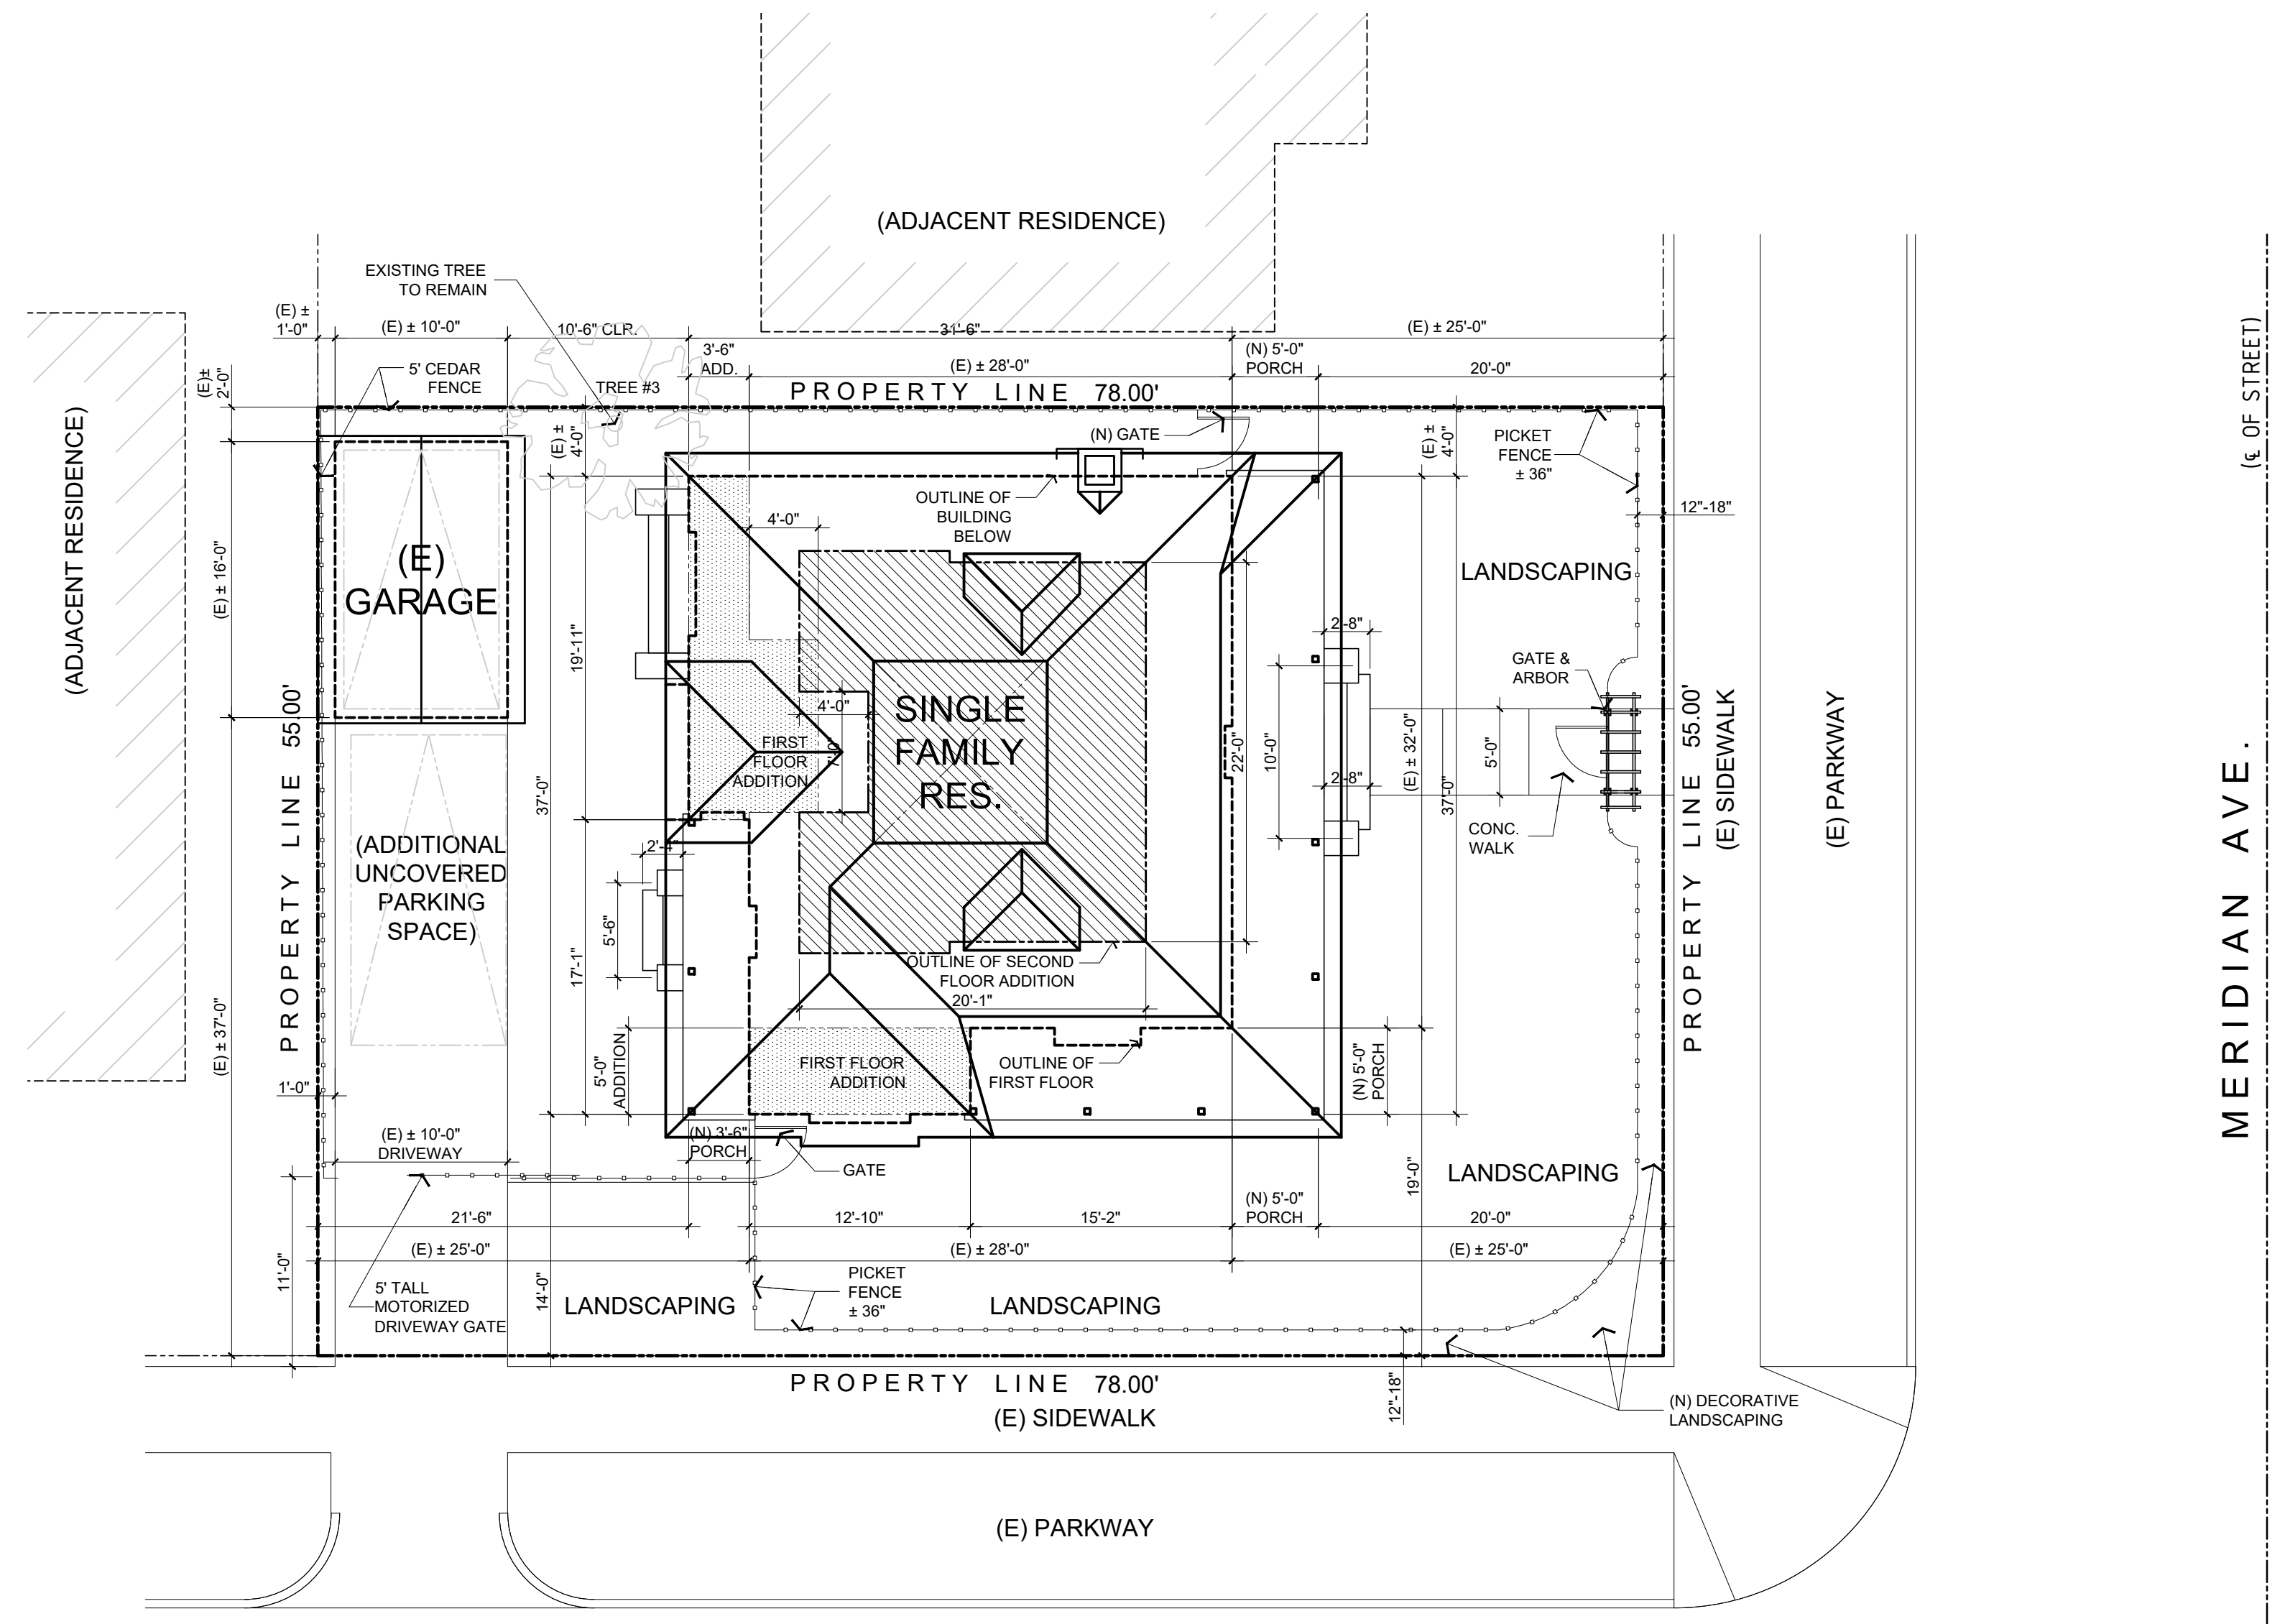 (ADJACENT RESIDENCE)
EXISTING TREE
TO REMAIN
(E) ±
1'-0"
(E) ± 10'-0"
10'-6" CLR.
31'-6"
(E) ± 25'-0"
3'-6"
ADD.
(E) ± 28'-0"
(N) 5'-0"
PORCH
20'-0"
(E)±
2'-0"
5' CEDAR
FENCE
TREE #3
PROPERTY LINE 78.00'
(E) ±
4'-0"
(N) GATE
(E) ±
4'-0"
PICKET
FENCE
± 36"
12"-18"
(℄ OF STREET)
(ADJACENT RESIDENCE)
OUTLINE OF
BUILDING
BELOW
4'-0"
(E)
GARAGE
(E) ± 16'-0"
LANDSCAPING
19'-11"
2'-8"
GATE &
ARBOR
4'-0"
7'-0"
SINGLE
FAMILY
RES.
FIRST
FLOOR
ADDITION
22'-0"
10'-0"
2'-8"
(E) ± 32'-0"
37'-0"
5'-0"
CONC.
WALK
PROPERTY LINE 55.00'
(E) SIDEWALK
(E) PARKWAY
MERIDIAN AVE.
PROPERTY LINE 55.00'
37'-0"
(ADDITIONAL
UNCOVERED
PARKING
SPACE)
2'-4"
5'-6"
17'-1"
OUTLINE OF SECOND
FLOOR ADDITION
20'-1"
(E) ± 37'-0"
1'-0"
5'-0"
ADDITION
FIRST FLOOR
ADDITION
OUTLINE OF
FIRST FLOOR
(N) 5'-0"
PORCH
(E) ± 10'-0"
DRIVEWAY
(N) 3'-6"
PORCH
GATE
LANDSCAPING
19'-0"
21'-6"
12'-10"
15'-2"
(N) 5'-0"
PORCH
20'-0"
(E) ± 25'-0"
(E) ± 28'-0"
(E) ± 25'-0"
11'-0"
5' TALL
MOTORIZED
DRIVEWAY GATE
14'-0"
LANDSCAPING
PICKET
FENCE
± 36"
LANDSCAPING
12"-18"
PROPERTY LINE 78.00'
(E) SIDEWALK
(N) DECORATIVE
LANDSCAPING
(E) PARKWAY